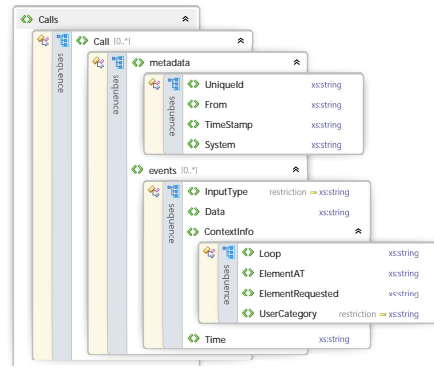 Calls
Call [0..*]
sequence
metadata
sequence
UniqueId xs:string
sequence
From xs:string
TimeStamp xs:string
System xs:string
events [0..*]
InputType restriction xs:string
sequence
Data xs:string
ContextInfo
Loop xs:string
sequence
ElementAT xs:string
ElementRequested xs:string
UserCategory restriction xs:string
Time xs:string